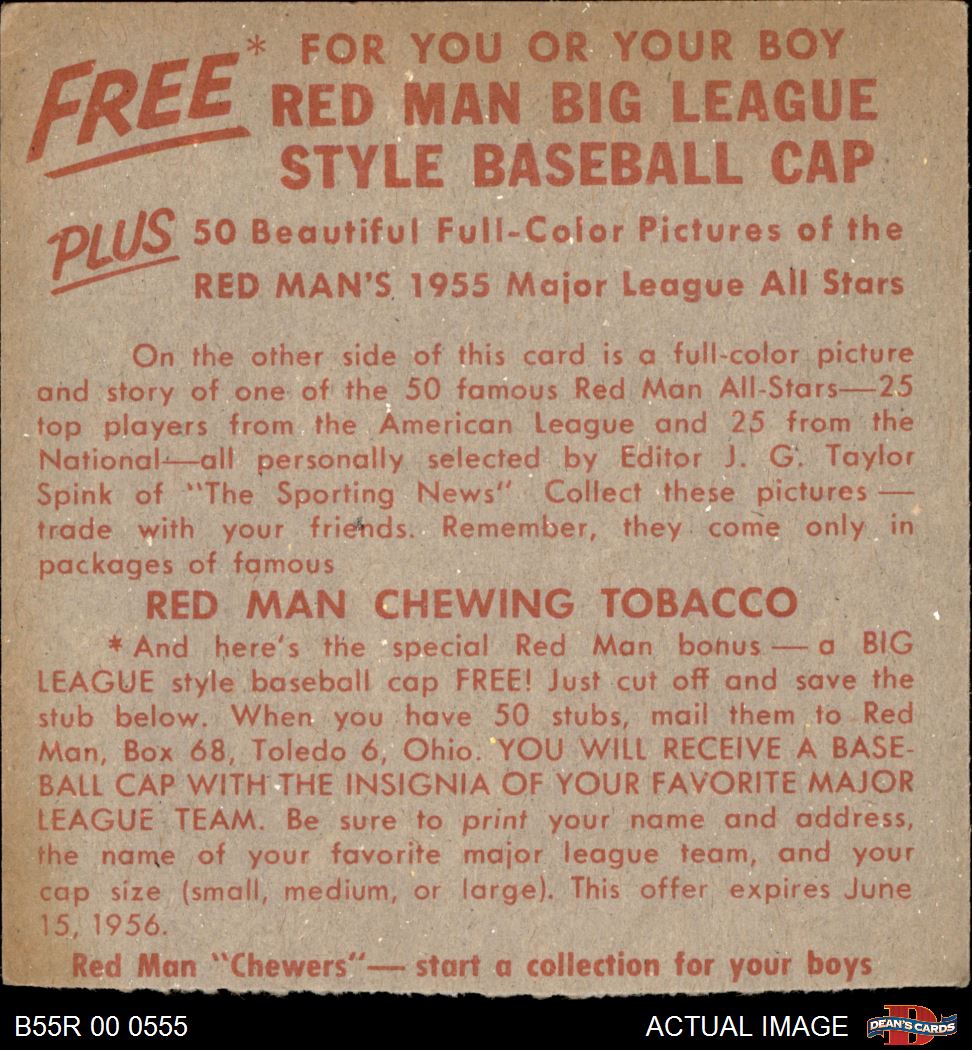 FREE* FOR YOU OR YOUR BOY
RED MAN BIG LEAGUE
STYLE BASEBALL CAP
PLUS 50 Beautiful Full-Color Pictures of the
RED MAN'S 1955 Major League All Stars
On the other side of this card is a full-color picture
and story of one of the 50 famous Red Man All-Stars—25
top players from the American League and 25 from the
National—all personally selected by Editor J. G. Taylor
Spink of "The Sporting News" Collect these pictures —
trade with your friends. Remember, they come only in
packages of famous
RED MAN CHEWING TOBACCO
*And here's the special Red Man bonus — a BIG
LEAGUE style baseball cap FREE! Just cut off and save the
stub below. When you have 50 stubs, mail them to Red
Man, Box 68, Toledo 6, Ohio. YOU WILL RECEIVE A BASE-
BALL CAP WITH THE INSIGNIA OF YOUR FAVORITE MAJOR
LEAGUE TEAM. Be sure to print your name and address,
the name of your favorite major league team, and your
cap size (small, medium, or large). This offer expires June
15, 1956.
Red Man "Chewers"— start a collection for your boys
B55R 00 0555
ACTUAL IMAGE
D
DEAN'S CARDS